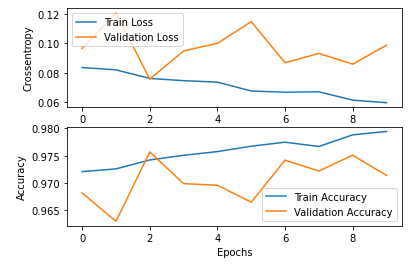 0.12
0.10
0.08
0.06
Crossentropy
Train Loss
Validation Loss
0 2 4 6 8
0.980
0.975
0.970
0.965
Accuracy
Train Accuracy
Validation Accuracy
0 2 4 6 8
Epochs